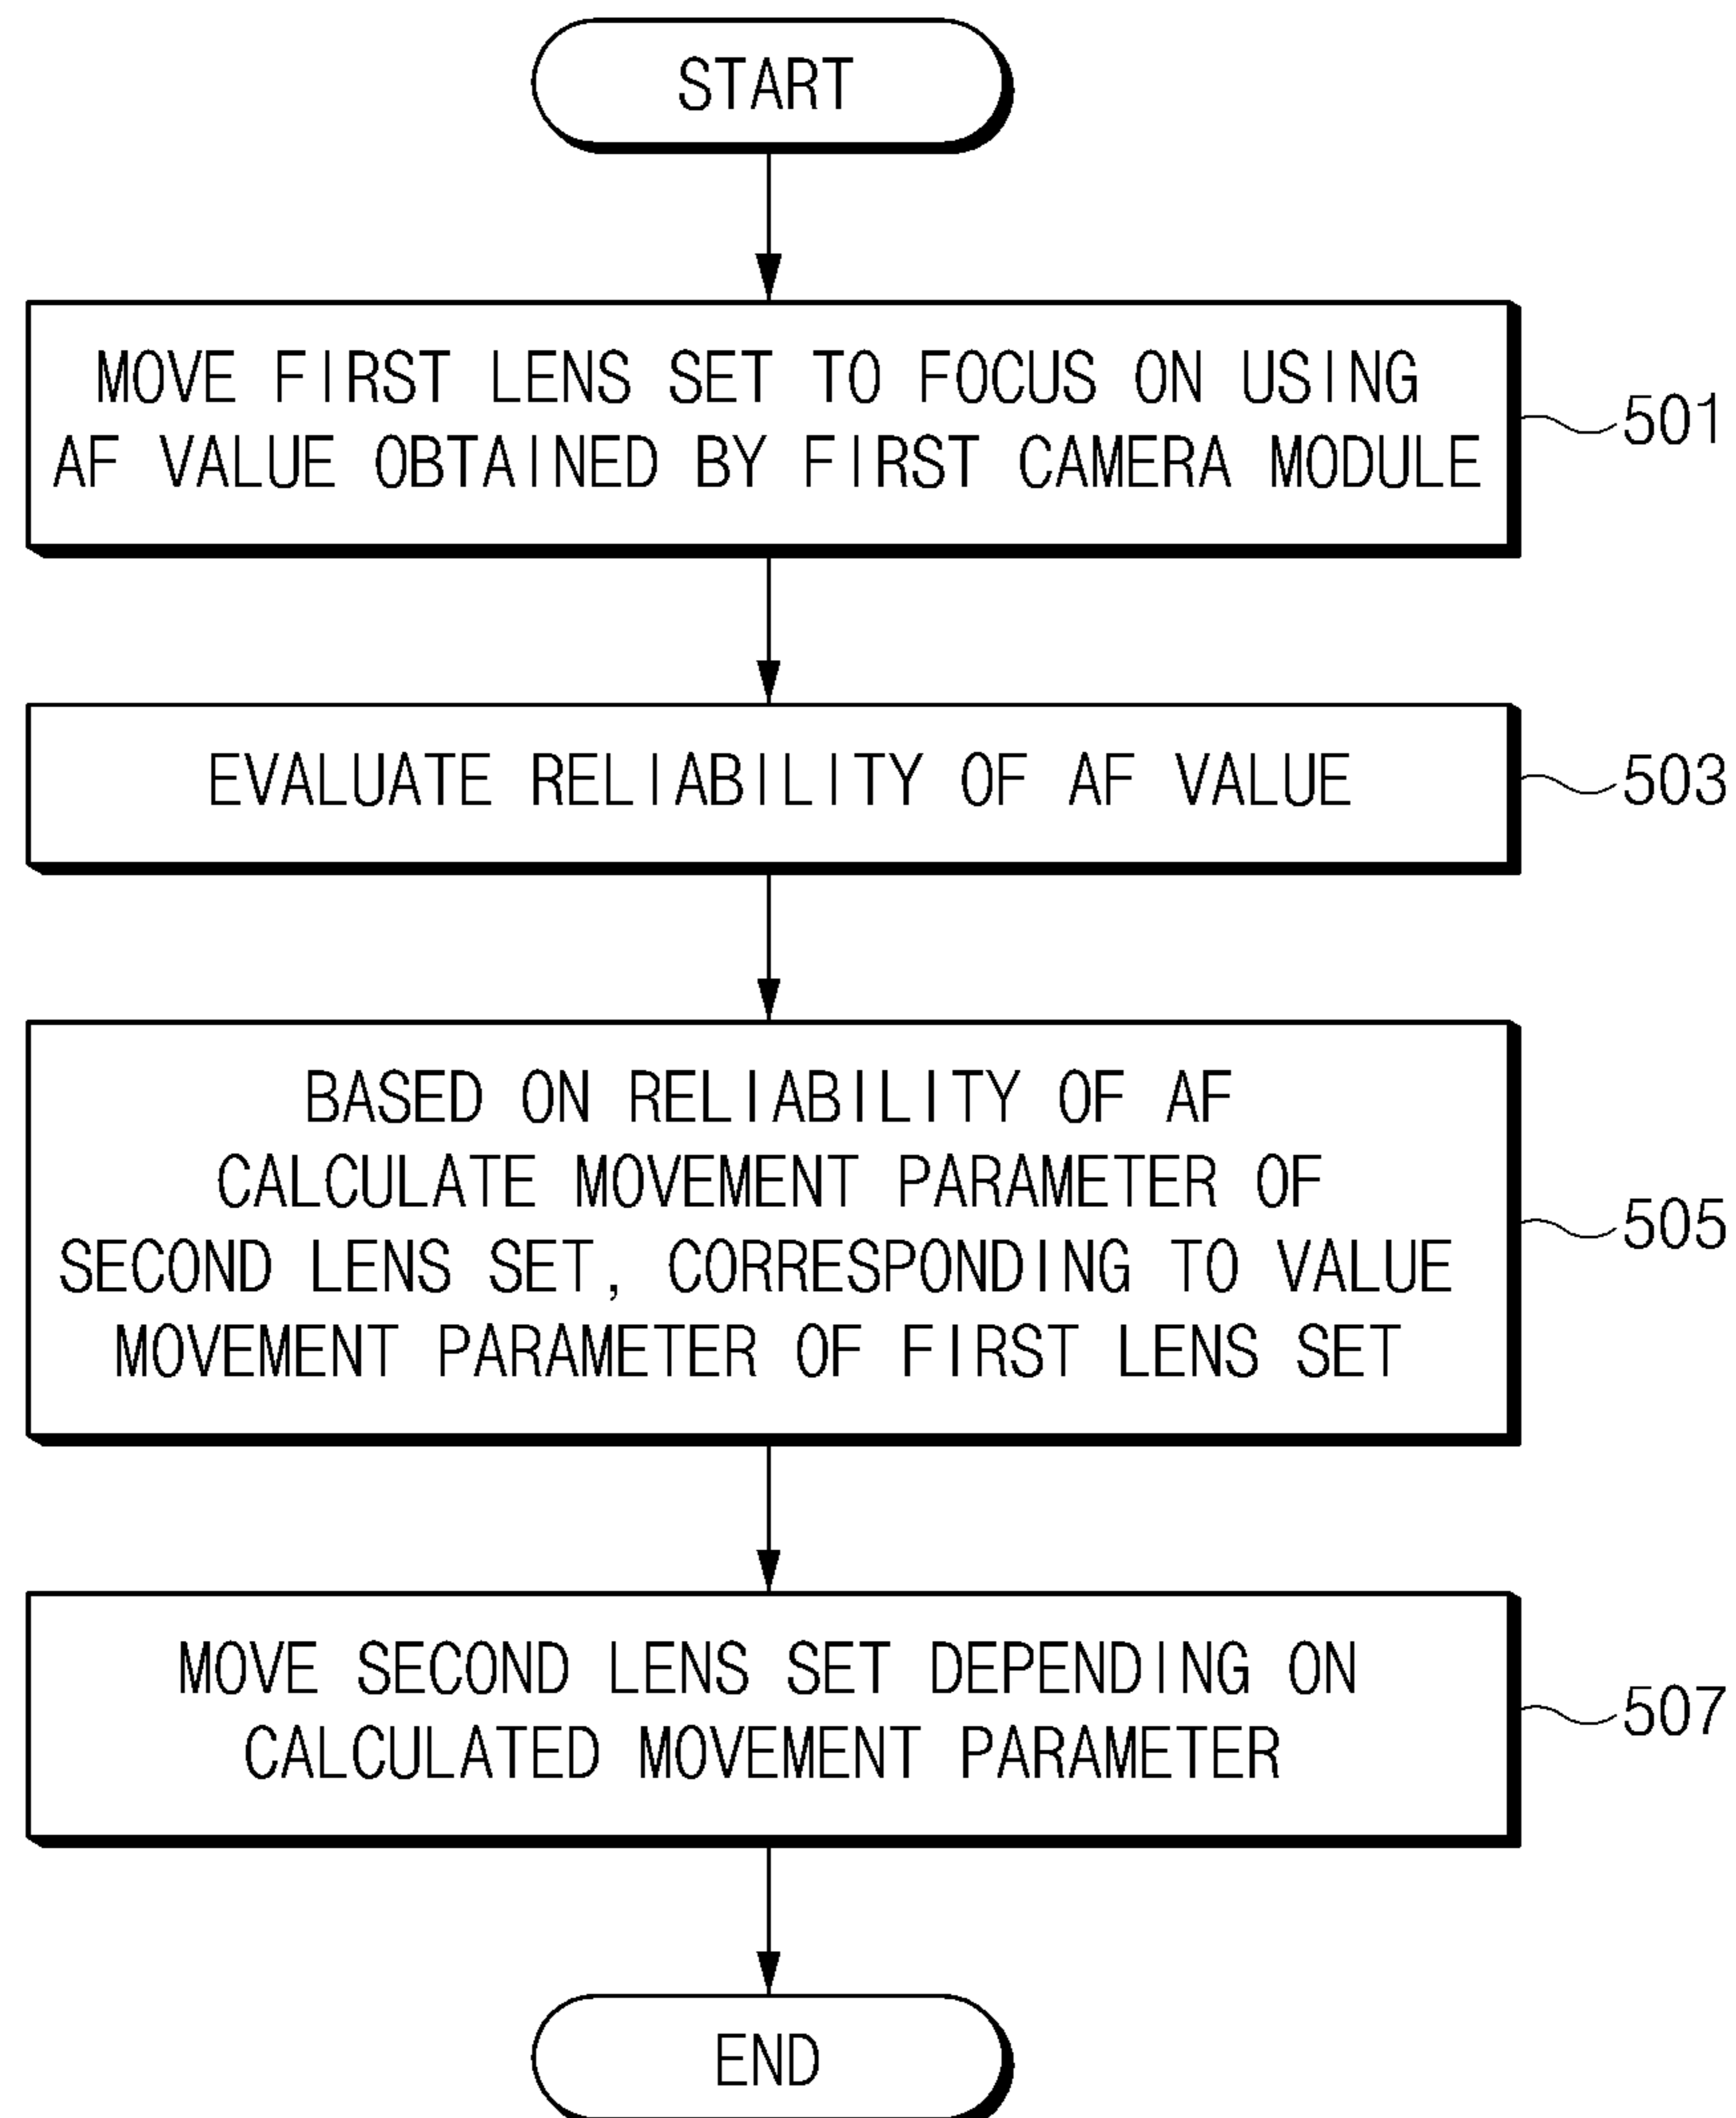 START
MOVE FIRST LENS SET TO FOCUS ON USING
AF VALUE OBTAINED BY FIRST CAMERA MODULE
501
EVALUATE RELIABILITY OF AF VALUE
503
BASED ON RELIABILITY OF AF
CALCULATE MOVEMENT PARAMETER OF
SECOND LENS SET, CORRESPONDING TO VALUE
MOVEMENT PARAMETER OF FIRST LENS SET
505
MOVE SECOND LENS SET DEPENDING ON
CALCULATED MOVEMENT PARAMETER
507
END